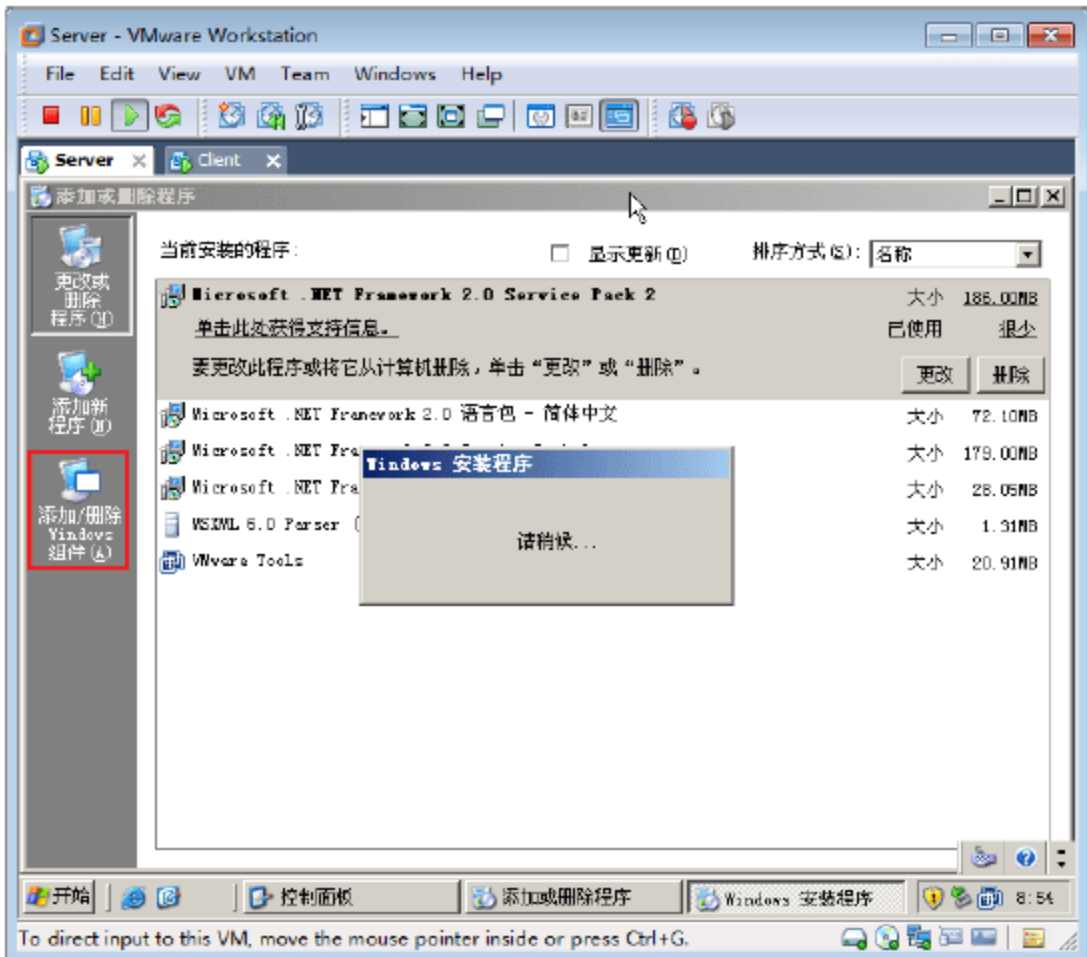 Server - VMware Workstation
File Edit View VM Team Windows Help
Server Client
添加或删除程序
更改或
删除
程序(H)
当前安装的程序: 显示更新(D) 排序方式(S): 名称
Microsoft .NET Framework 2.0 Service Pack 2 大小 186.00MB
单击此处获得支持信息。 已使用 很少
要更改此程序或将它从计算机删除，单击“更改”或“删除”。 更改 删除
添加新
程序(N)
Microsoft .NET Framework 2.0 语言包 - 简体中文 大小 72.10MB
Microsoft .NET Fra 大小 179.00MB
Microsoft .NET Fra 大小 28.05MB
MSXML 6.0 Parser ( 大小 1.31MB
VMware Tools 大小 20.91MB
添加/删除
Windows
组件(A)
Windows 安装程序
请稍候...
开始 控制面板 添加或删除程序 Windows 安装程序 8:54
To direct input to this VM, move the mouse pointer inside or press Ctrl+G.